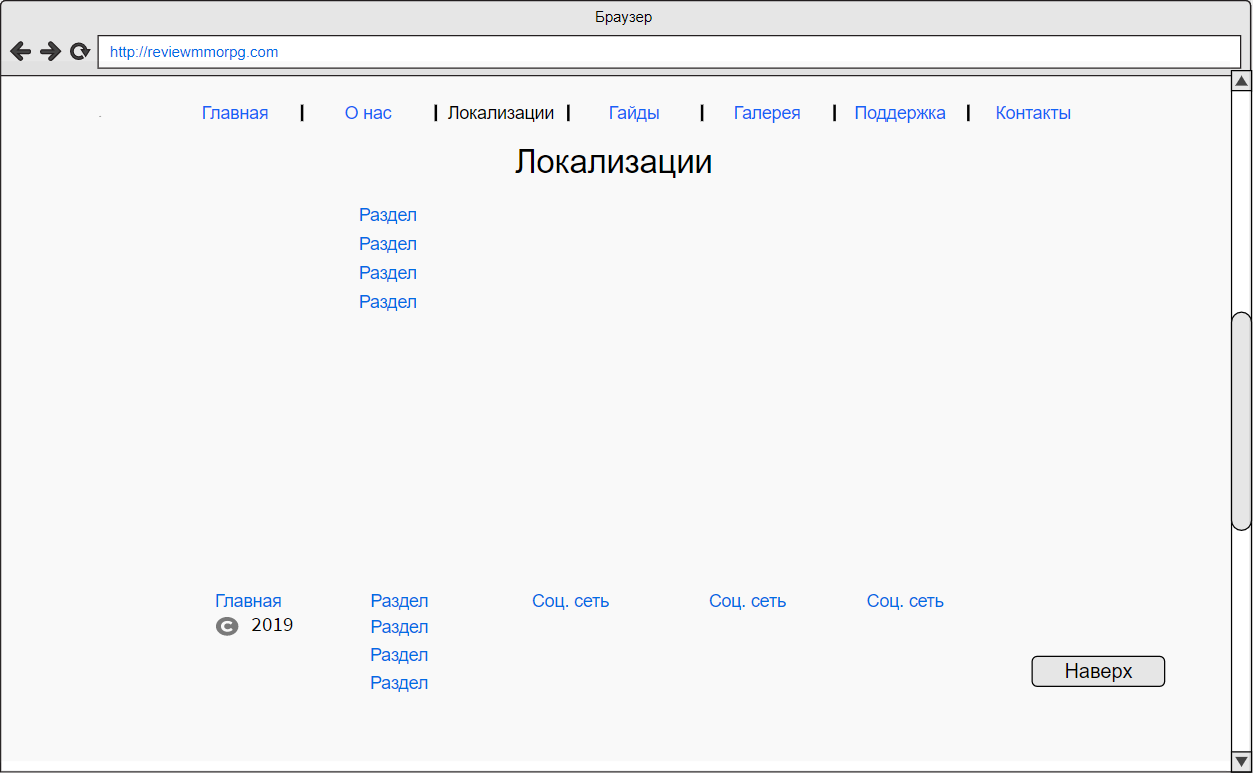 Браузер
http://reviewmmorpg.com
Главная | О нас | Локализации | Гайды | Галерея | Поддержка | Контакты
Локализации
Раздел
Раздел
Раздел
Раздел
Главная Раздел Соц. сеть Соц. сеть Соц. сеть
© 2019 Раздел
Раздел
Наверх
Раздел